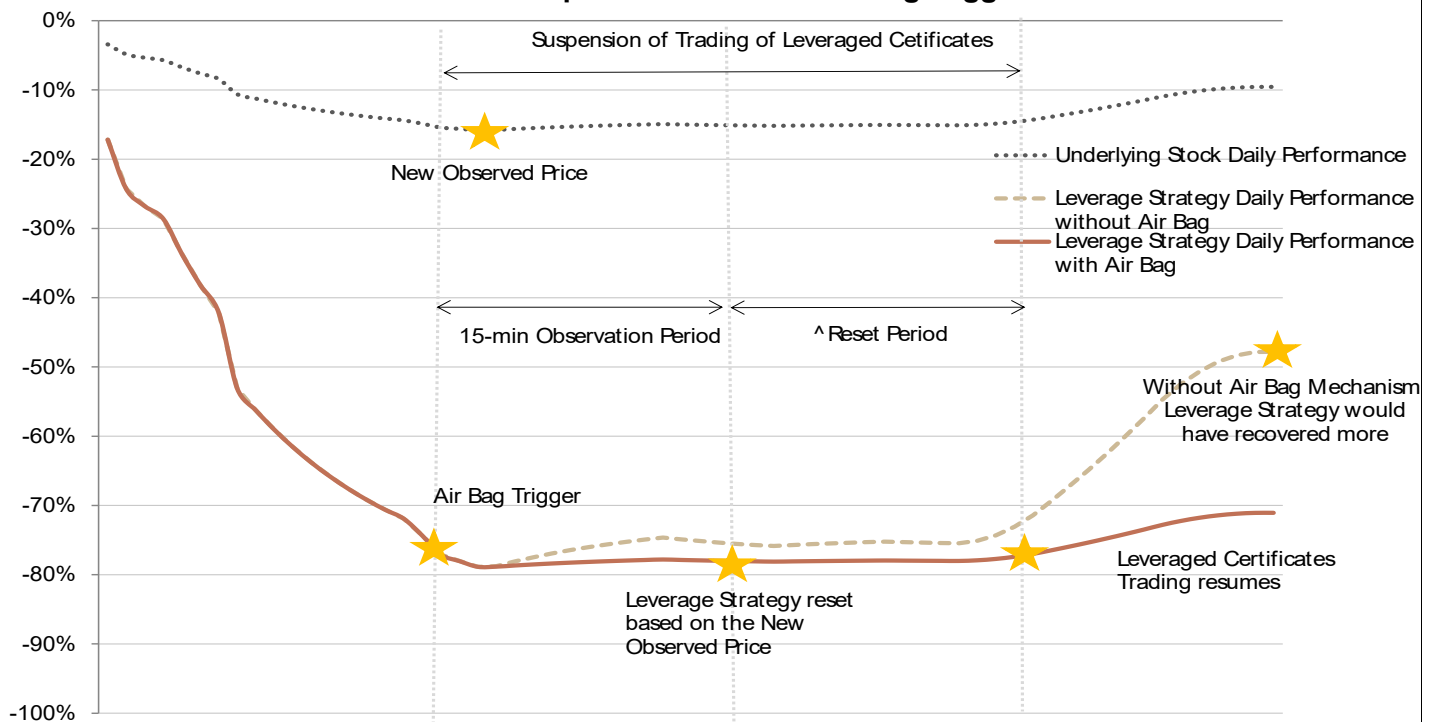 0%
Suspension of Trading of Leveraged Cetificates
-10%
New Observed Price
-20%
Underlying Stock Daily Performance
Leverage Strategy Daily Performance
without Air Bag
Leverage Strategy Daily Performance
with Air Bag
-30%
-40%
15-min Observation Period
^Reset Period
-50%
Without Air Bag Mechanism
Leverage Strategy would
have recovered more
-60%
-70%
Air Bag Trigger
-80%
Leveraged Certificates
Trading resumes
Leverage Strategy reset
based on the New
Observed Price
-90%
-100%